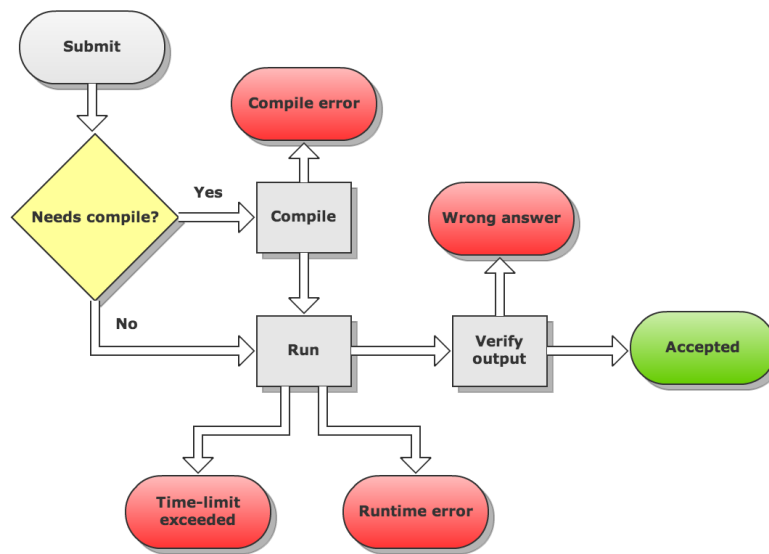 Submit
Compile error
Yes
Needs compile?
Compile
Wrong answer
No
Run
Verify
output
Accepted
Time-limit
exceeded
Runtime error